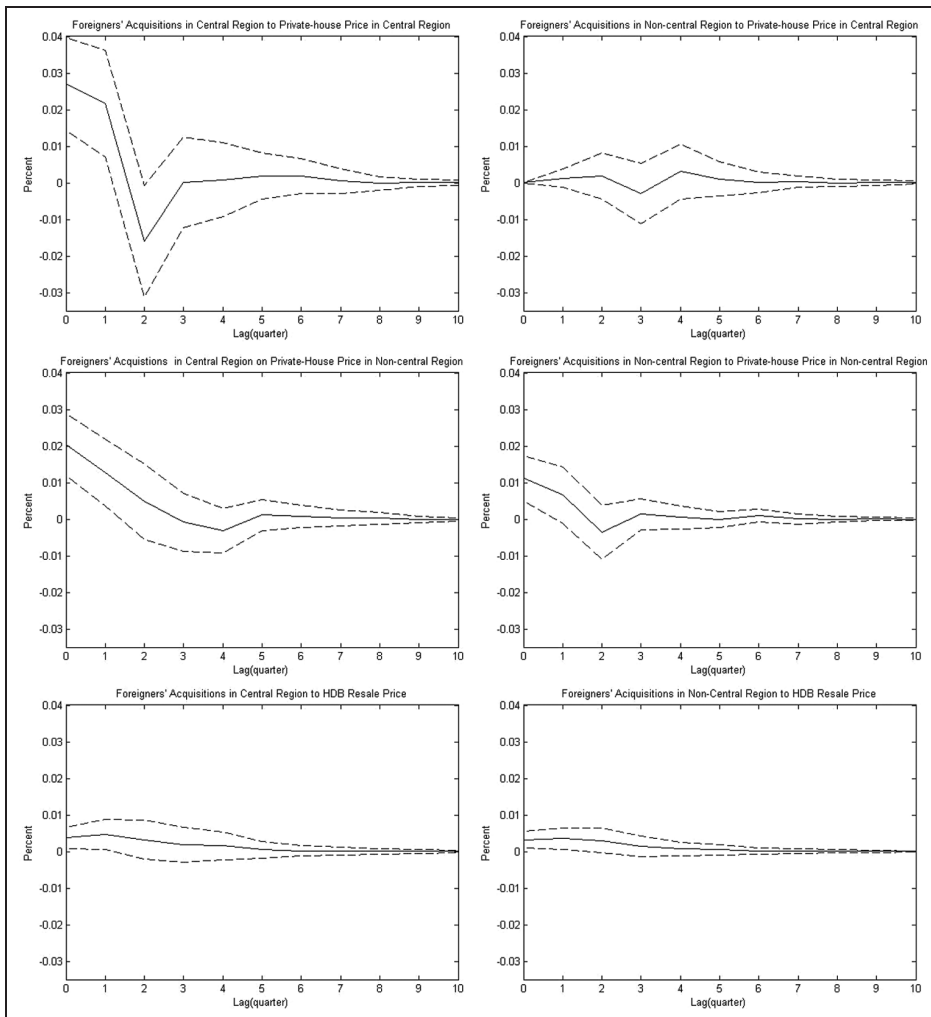 Foreigners' Acquisitions in Central Region to Private-house Price in Central Region
0.04
0.03
0.02
0.01
0
-0.01
-0.02
-0.03
Percent
0 1 2 3 4 5 6 7 8 9 10
Lag(quarter)
Foreigners' Acquisitions in Non-central Region to Private-house Price in Central Region
0.04
0.03
0.02
0.01
0
-0.01
-0.02
-0.03
Percent
0 1 2 3 4 5 6 7 8 9 10
Lag(quarter)
Foreigners' Acquistions in Central Region on Private-House Price in Non-central Region
0.04
0.03
0.02
0.01
0
-0.01
-0.02
-0.03
Percent
0 1 2 3 4 5 6 7 8 9 10
Lag(quarter)
Foreigners' Acquisitions in Non-central Region to Private-house Price in Non-central Region
0.04
0.03
0.02
0.01
0
-0.01
-0.02
-0.03
Percent
0 1 2 3 4 5 6 7 8 9 10
Lag(quarter)
Foreigners' Acqiusitions in Central Region to HDB Resale Price
0.04
0.03
0.02
0.01
0
-0.01
-0.02
-0.03
Percent
0 1 2 3 4 5 6 7 8 9 10
Lag(quarter)
Foreigners' Aciquisitions in Non-Central Region to HDB Resale Price
0.04
0.03
0.02
0.01
0
-0.01
-0.02
-0.03
Percent
0 1 2 3 4 5 6 7 8 9 10
Lag(quarter)